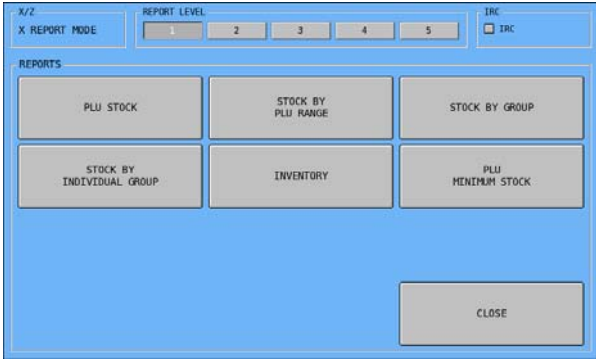 X/Z
REPORT LEVEL
IRC
X REPORT MODE
1
2
3
4
5
IRC
REPORTS
PLU STOCK
STOCK BY
PLU RANGE
STOCK BY GROUP
STOCK BY
INDIVIDUAL GROUP
INVENTORY
PLU
MINIMUM STOCK
CLOSE